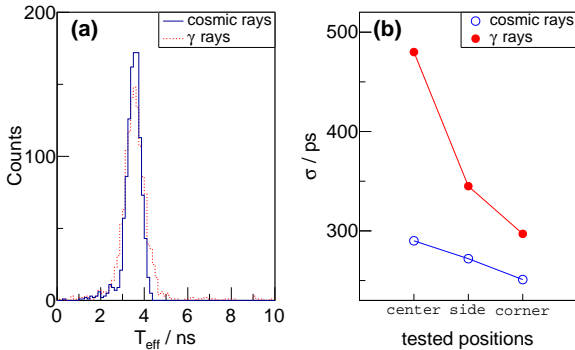 (a)
cosmic rays
γ rays
Counts
200
100
0
0
2
4
6
8
10
T_eff / ns
(b)
cosmic rays
γ rays
σ / ps
500
400
300
center side corner
tested positions